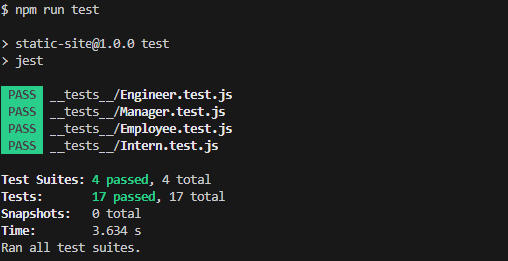 $ npm run test
> static-site@1.0.0 test
> jest
PASS __tests__/Engineer.test.js
PASS __tests__/Manager.test.js
PASS __tests__/Employee.test.js
PASS __tests__/Intern.test.js
Test Suites: 4 passed, 4 total
Tests: 17 passed, 17 total
Snapshots: 0 total
Time: 3.634 s
Ran all test suites.